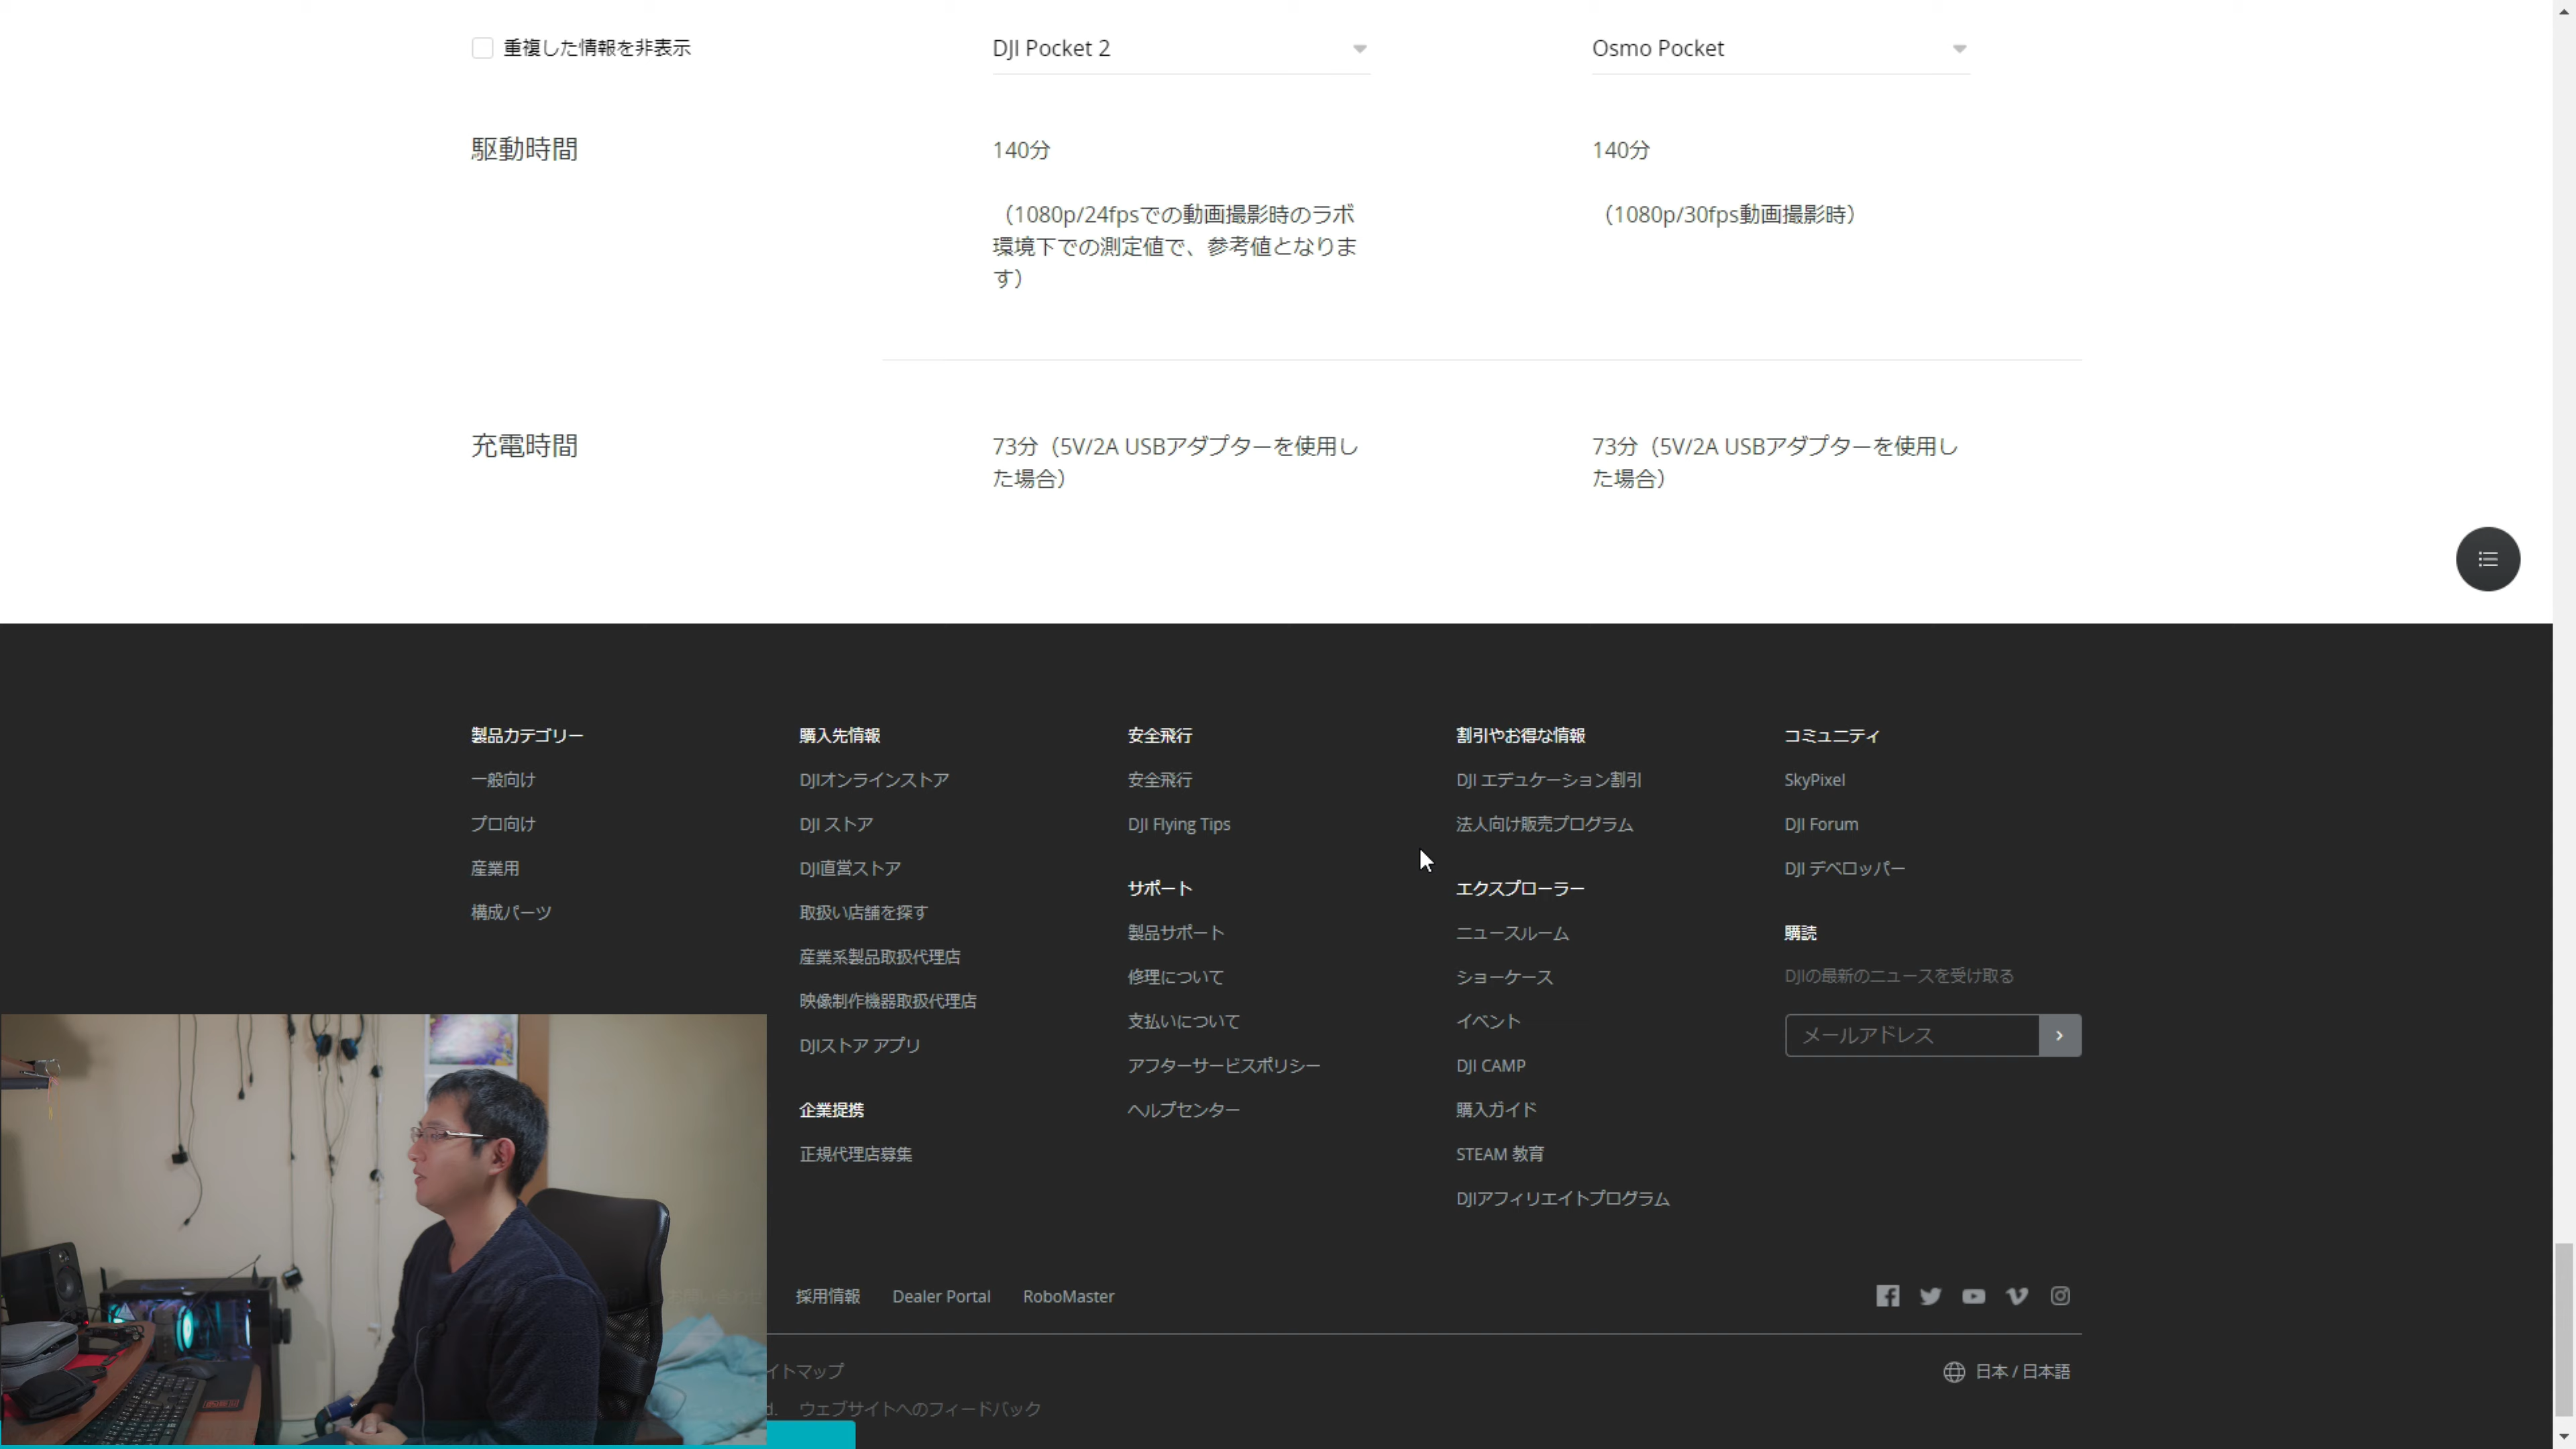 重複した情報を非表示
DJI Pocket 2
Osmo Pocket
駆動時間
140分
（1080p/24fpsでの動画撮影時のラボ
環境下での測定値で、参考値となりま
す）
140分
（1080p/30fps動画撮影時）
充電時間
73分（5V/2A USBアダプターを使用し
た場合）
73分（5V/2A USBアダプターを使用し
た場合）
製品カテゴリー
一般向け
プロ向け
産業用
構成パーツ
購入先情報
DJIオンラインストア
DJI ストア
DJI直営ストア
取扱い店舗を探す
産業系製品取扱代理店
映像制作機器取扱代理店
DJIストア アプリ
企業提携
正規代理店募集
安全飛行
安全飛行
DJI Flying Tips
サポート
製品サポート
修理について
支払いについて
アフターサービスポリシー
ヘルプセンター
割引やお得な情報
DJI エデュケーション割引
法人向け販売プログラム
エクスプローラー
ニュースルーム
ショーケース
イベント
DJI CAMP
購入ガイド
STEAM 教育
DJIアフィリエイトプログラム
コミュニティ
SkyPixel
DJI Forum
DJI デベロッパー
購読
DJIの最新のニュースを受け取る
メールアドレス
採用情報 Dealer Portal RoboMaster
イトマップ
日本 / 日本語
d. ウェブサイトへのフィードバック